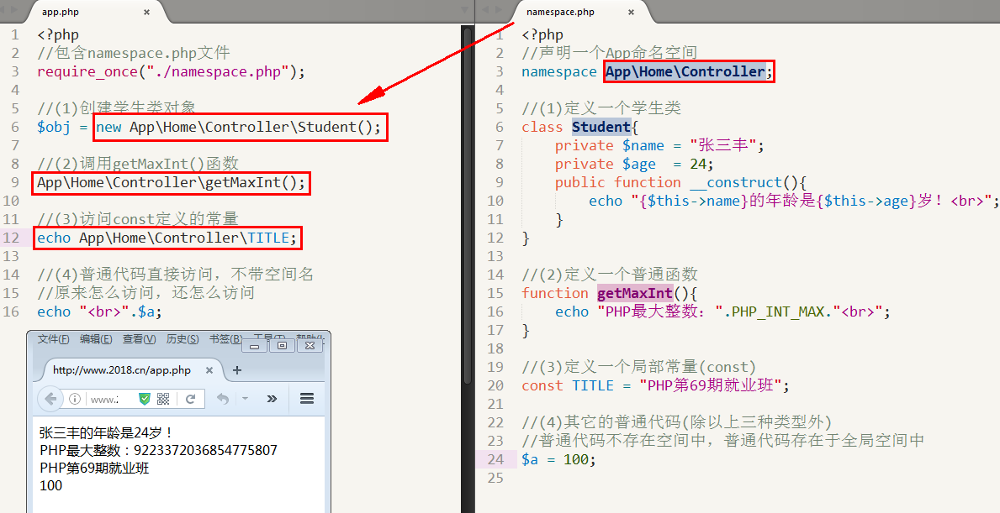 app.php
1 <?php
2 //包含namespace.php文件
3 require_once("./namespace.php");
4
5 //(1)创建学生类对象
6 $obj = new App\Home\Controller\Student();
7
8 //(2)调用getMaxInt()函数
9 App\Home\Controller\getMaxInt();
10
11 //(3)访问const定义的常量
12 echo App\Home\Controller\TITLE;
13
14 //(4)普通代码直接访问，不带空间名
15 //原来怎么访问，还怎么访问
16 echo "<br>".$a;
文件(F) 编辑(E) 查看(V) 历史(S) 书签(B)
http://www.2018.cn/app.php
www.:
张三丰的年龄是24岁！
PHP最大整数：9223372036854775807
PHP第69期就业班
100
namespace.php
1 <?php
2 //声明一个App命名空间
3 namespace App\Home\Controller;
4
5 //(1)定义一个学生类
6 class Student{
7 private $name = "张三丰";
8 private $age = 24;
9 public function __construct(){
10 echo "{$this->name}的年龄是{$this->age}岁！<br>";
11 }
12 }
13
14 //(2)定义一个普通函数
15 function getMaxInt(){
16 echo "PHP最大整数：".PHP_INT_MAX."<br>";
17 }
18
19 //(3)定义一个局部常量(const)
20 const TITLE = "PHP第69期就业班";
21
22 //(4)其它的普通代码(除以上三种类型外)
23 //普通代码不存在空间中，普通代码存在于全局空间中
24 $a = 100;
25